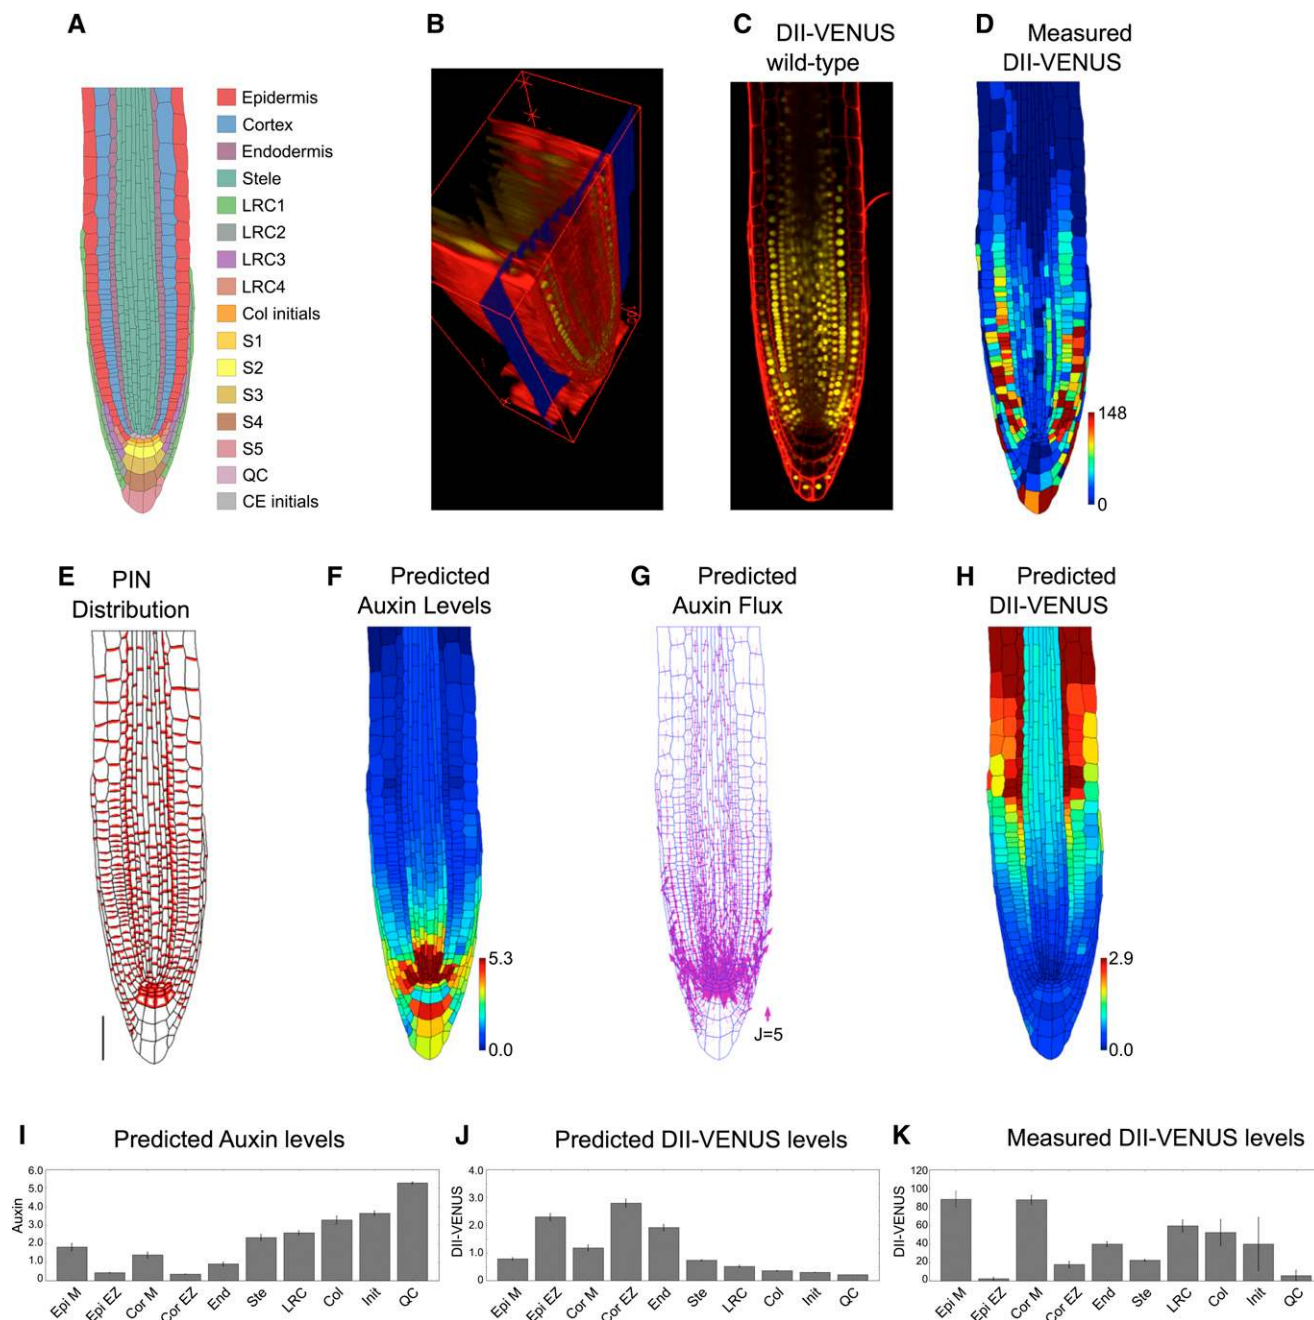 A
Epidermis
Cortex
Endodermis
Stele
LRC1
LRC2
LRC3
LRC4
Col initials
S1
S2
S3
S4
S5
QC
CE initials
B
C DII-VENUS
wild-type
D Measured
DII-VENUS
148
0
E PIN
Distribution
F Predicted
Auxin Levels
5.3
0.0
G Predicted
Auxin Flux
J=5
H Predicted
DII-VENUS
2.9
0.0
I Predicted Auxin levels
Auxin
6.0
5.0
4.0
3.0
2.0
1.0
0
Epi M
Epi EZ
Cor M
Cor EZ
End
Ste
LRC
Col
Init
QC
J Predicted DII-VENUS levels
DII-VENUS
4.0
3.0
2.0
1.0
0
Epi M
Epi EZ
Cor M
Cor EZ
End
Ste
LRC
Col
Init
QC
K Measured DII-VENUS levels
DII-VENUS
120
100
80
60
40
20
0
Epi M
Epi EZ
Cor M
Cor EZ
End
Ste
LRC
Col
Init
QC